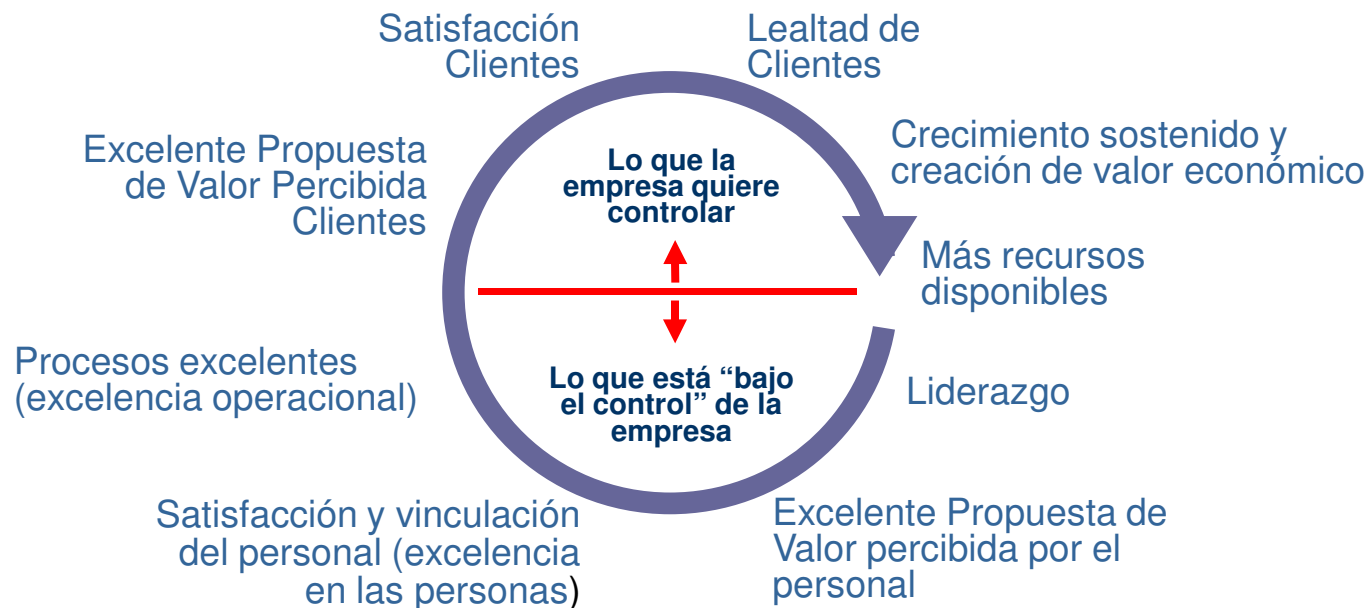 Satisfacción
Clientes
Lealtad de
Clientes
Excelente Propuesta
de Valor Percibida
Clientes
Lo que la
empresa quiere
controlar
Crecimiento sostenido y
creación de valor económico
Más recursos
disponibles
Procesos excelentes
(excelencia operacional)
Lo que está “bajo
el control” de la
empresa
Liderazgo
Satisfacción y vinculación
del personal (excelencia
en las personas)
Excelente Propuesta de
Valor percibida por el
personal